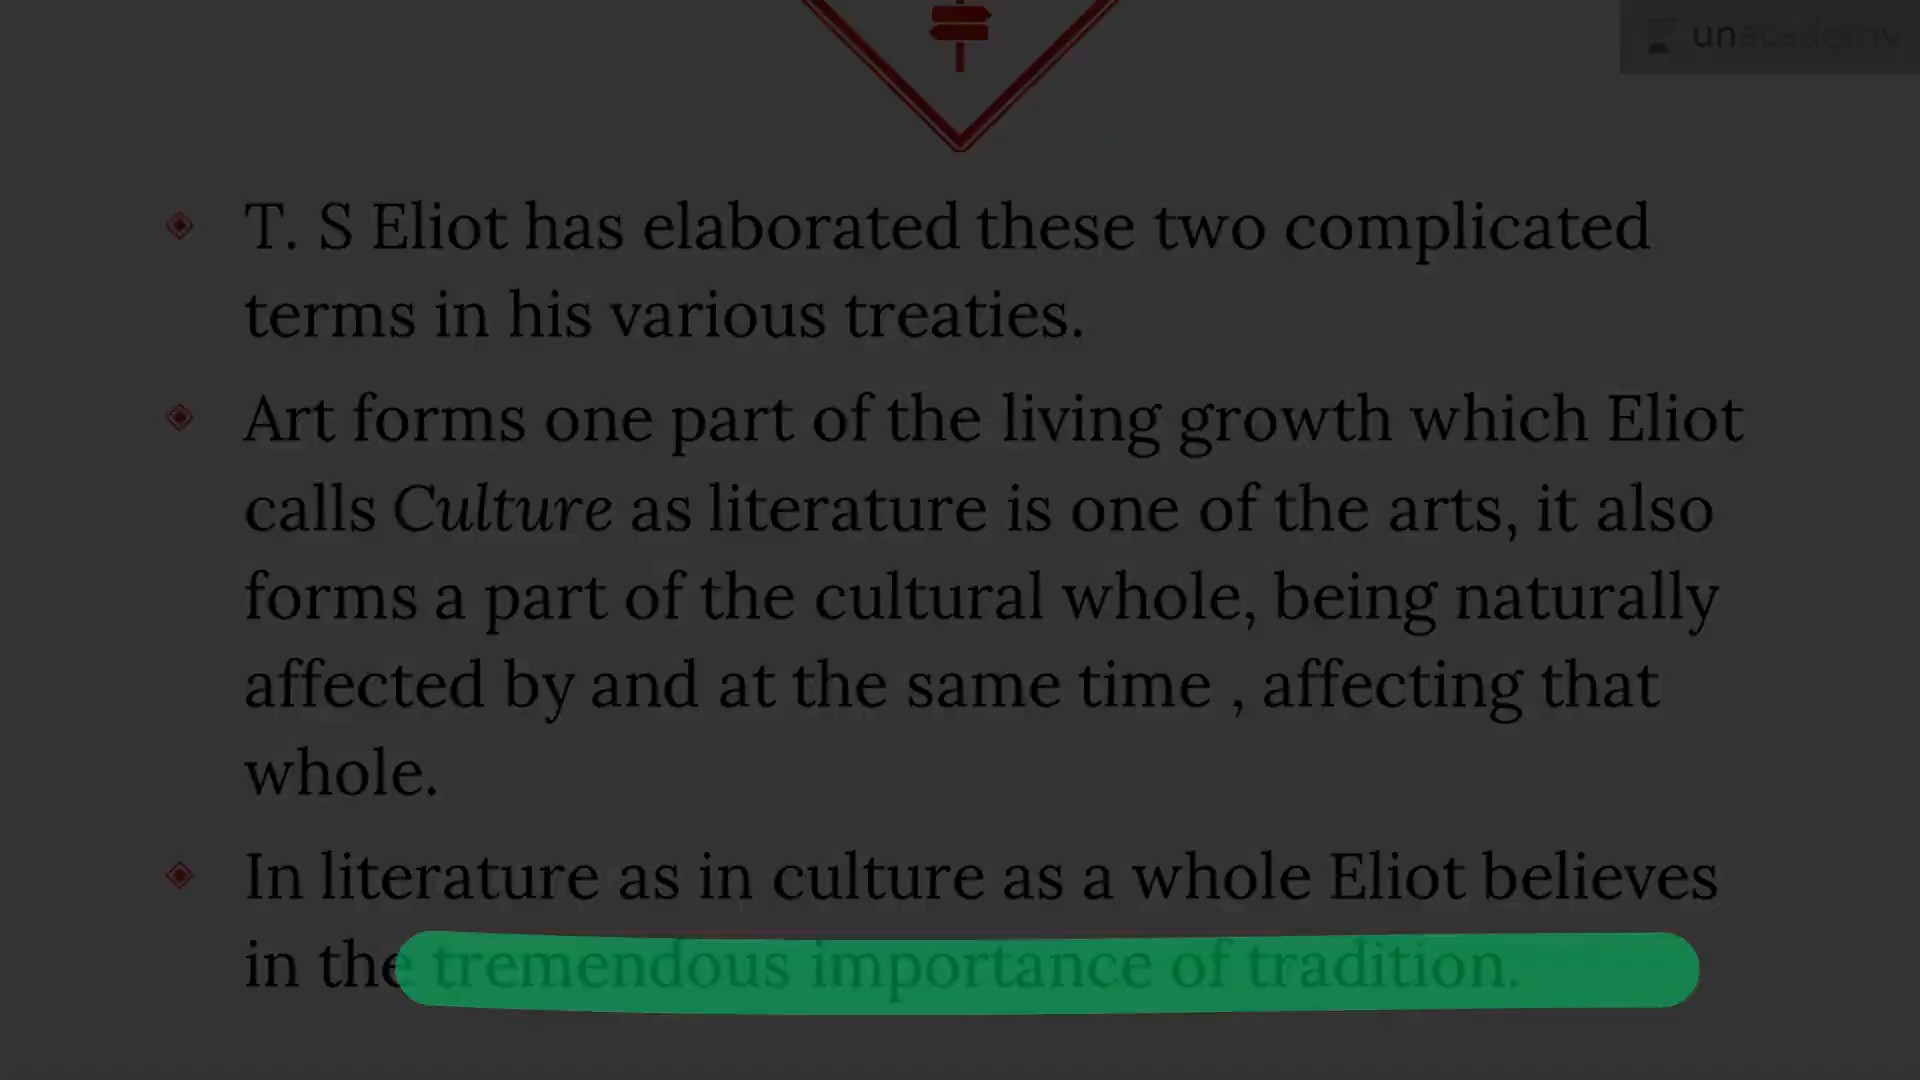 unacademy
T. S Eliot has elaborated these two complicated
terms in his various treaties.
Art forms one part of the living growth which Eliot
calls Culture as literature is one of the arts, it also
forms a part of the cultural whole, being naturally
affected by and at the same time , affecting that
whole.
In literature as in culture as a whole Eliot believes
in the tremendous importance of tradition.